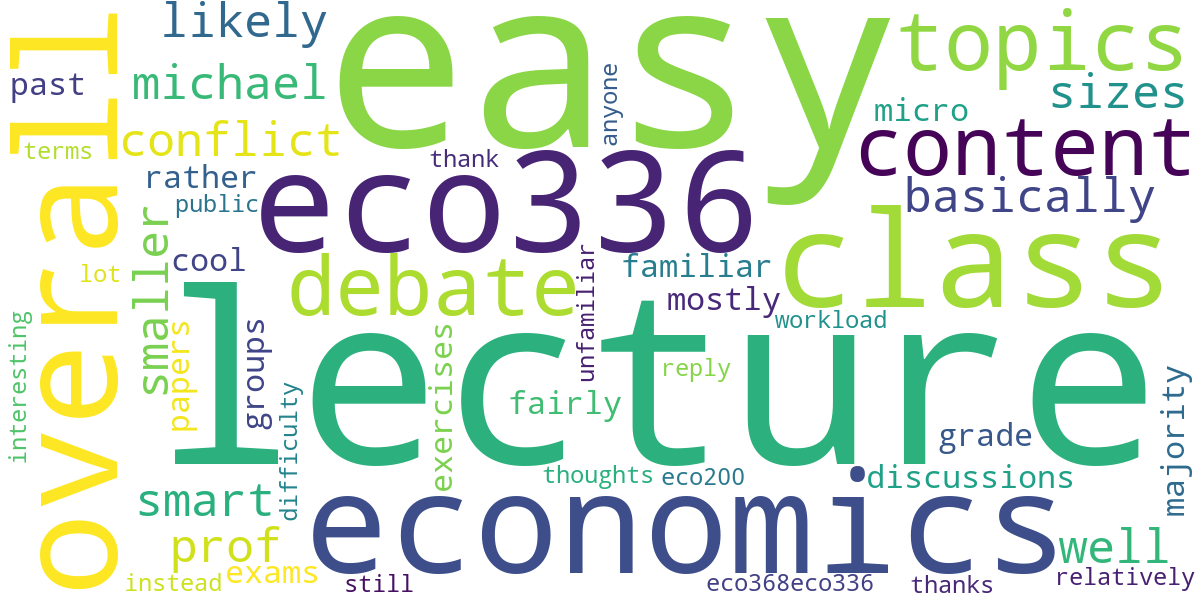 likely
easy
topics
past
michael
sizes
anyone
micro
conflict
content
terms
thank
overall
rather
eco336
basically
public
smaller
class
cool
debate
familiar
unfamiliar
lot
mostly
lecture
workload
interesting
papers
groups
exercises
reply
majority
difficulty
fairly
grade
thoughts
eco200
discussions
smart
economics
prof
well
exams
instead
still
eco368eco336
thanks
relatively